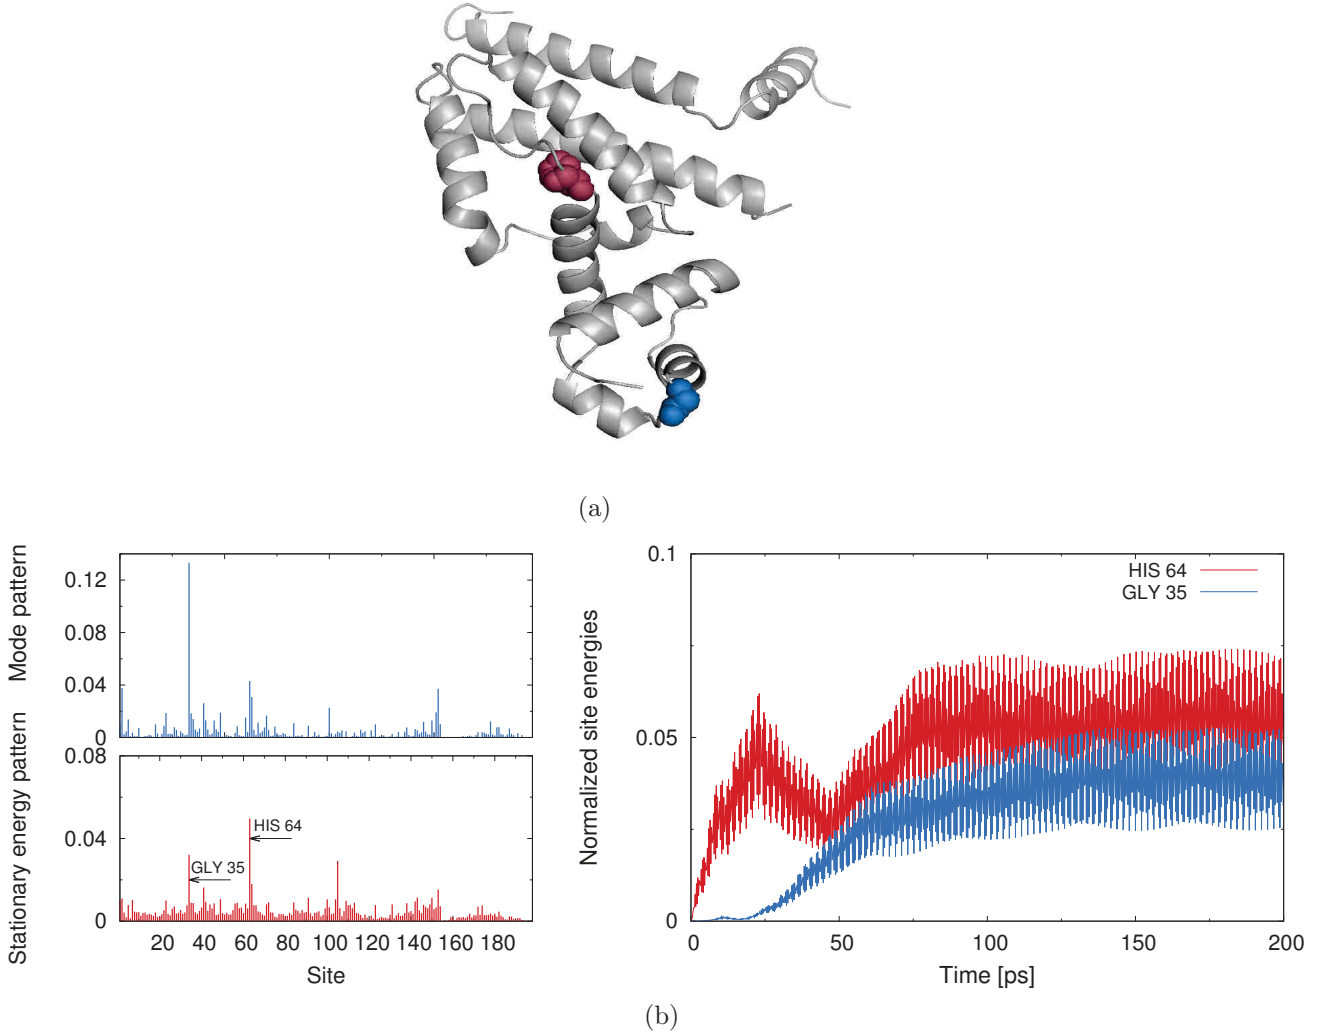 (a)
Mode pattern
0.12
0.08
0.04
0
Stationary energy pattern
0.08
0.04
0
HIS 64
GLY 35
20 40 60 80 100 120 140 160 180
Site
Normalized site energies
0.1
0.05
0
HIS 64
GLY 35
0 50 100 150 200
Time [ps]
(b)